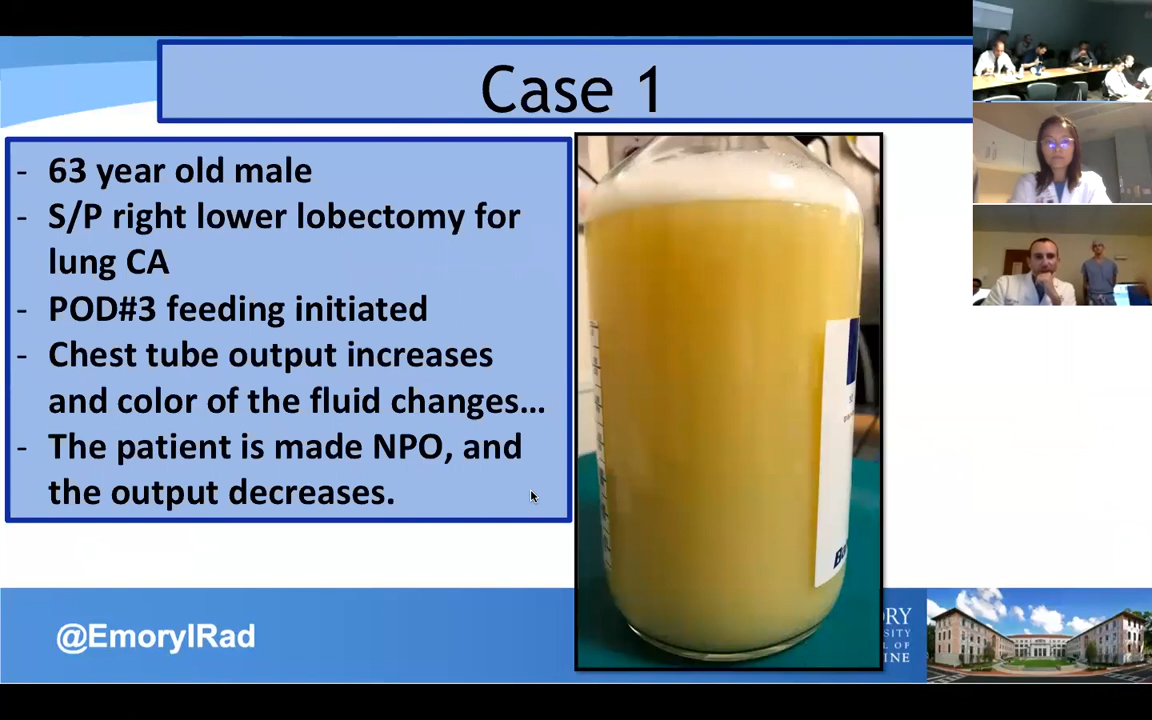 Case 1
- 63 year old male
- S/P right lower lobectomy for
lung CA
- POD#3 feeding initiated
- Chest tube output increases
and color of the fluid changes...
- The patient is made NPO, and
the output decreases.
@EmoryIRad